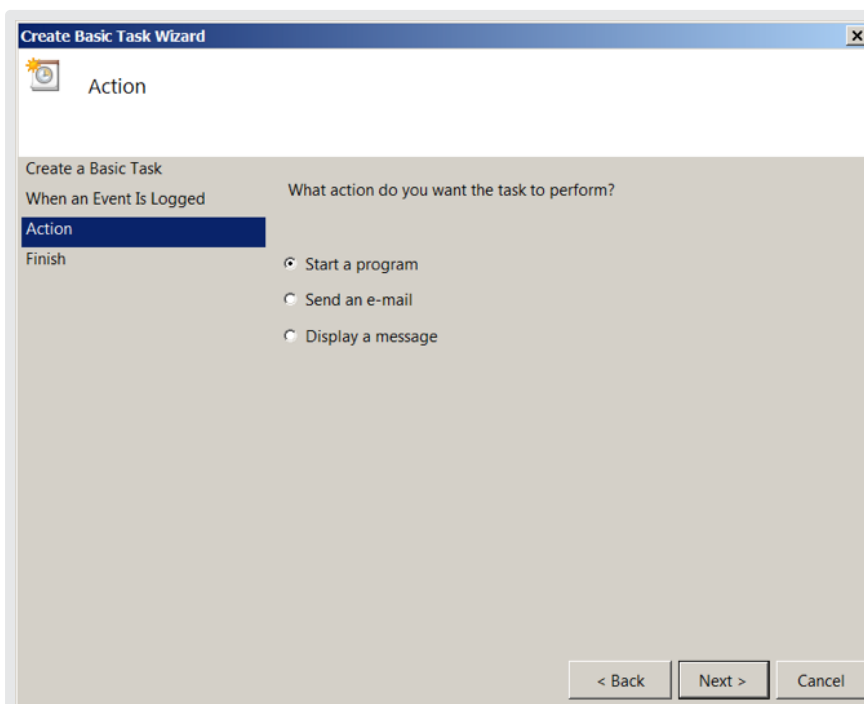 Create Basic Task Wizard
Action
Create a Basic Task
When an Event Is Logged
What action do you want the task to perform?
Action
Finish
Start a program
Send an e-mail
Display a message
< Back
Next >
Cancel